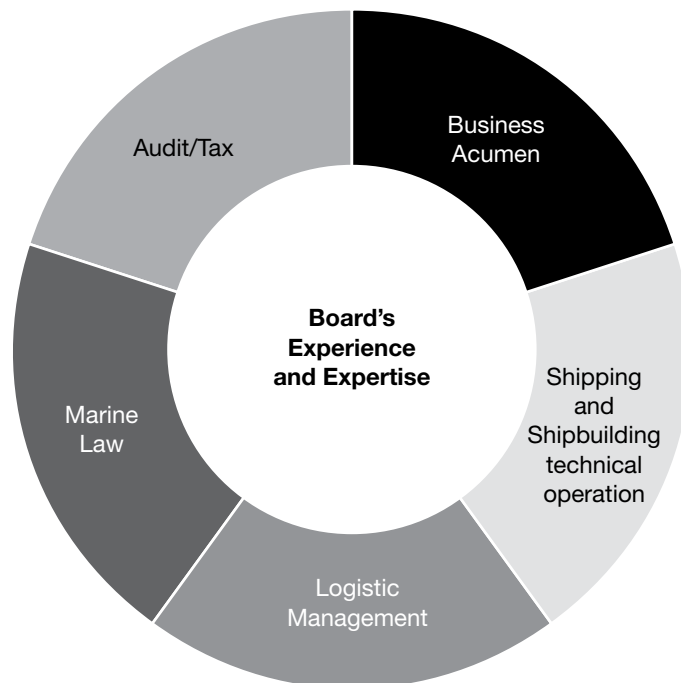 Audit/Tax
Business
Acumen
Board’s
Experience
and Expertise
Shipping
and
Shipbuilding
technical
operation
Marine
Law
Logistic
Management